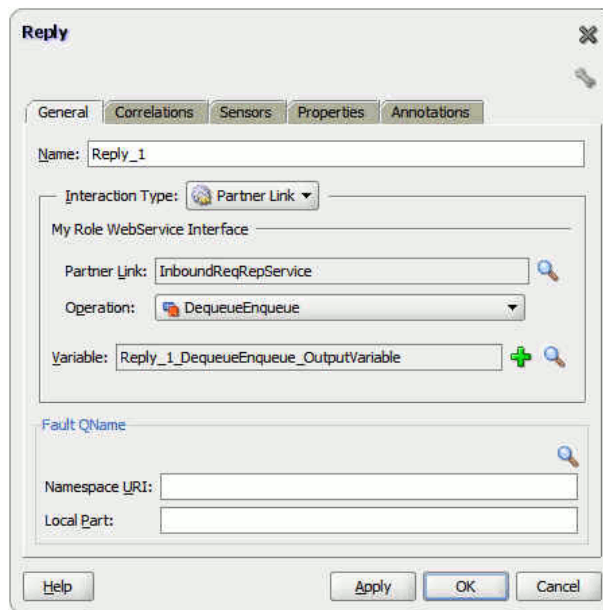 Reply
General Correlations Sensors Properties Annotations
Name: Reply_1
Interaction Type: Partner Link
My Role WebService Interface
Partner Link: InboundReqRepService
Operation: DequeueEnqueue
Variable: Reply_1_DequeueEnqueue_OutputVariable
Fault QName
Namespace URI:
Local Part:
Help Apply OK Cancel